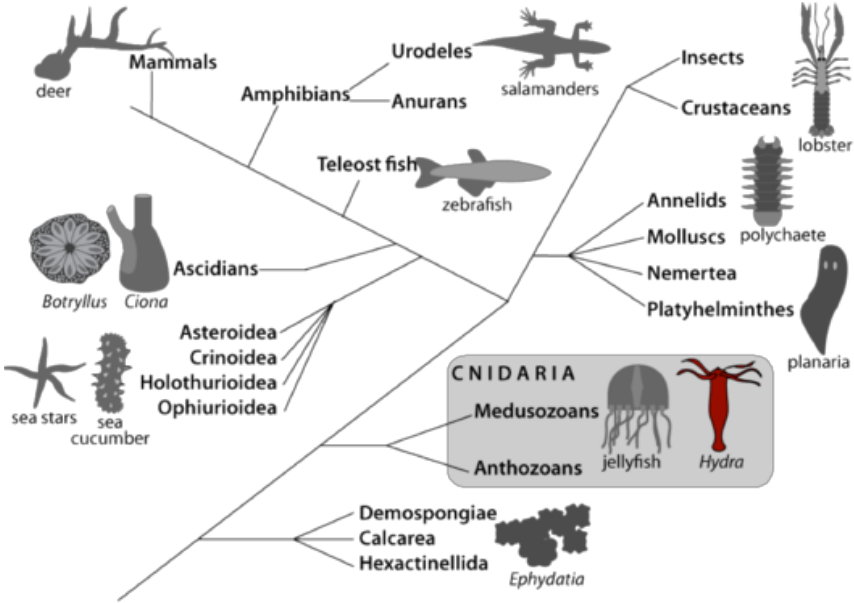 Mammals
deer
Urodeles
Amphibians
Anurans
salamanders
Insects
Crustaceans
lobster
Teleost fish
zebrafish
Annelids
Molluscs
polychaete
Nemertea
Platyhelminthes
planaria
Ascidians
Botryllus
Ciona
Asteroidea
Crinoidea
Holothurioidea
Ophiurioidea
sea stars
sea
cucumber
CNIDARIA
Medusozoans
Anthozoans
jellyfish
Hydra
Demospongiae
Calcarea
Hexactinellida
Ephydatia